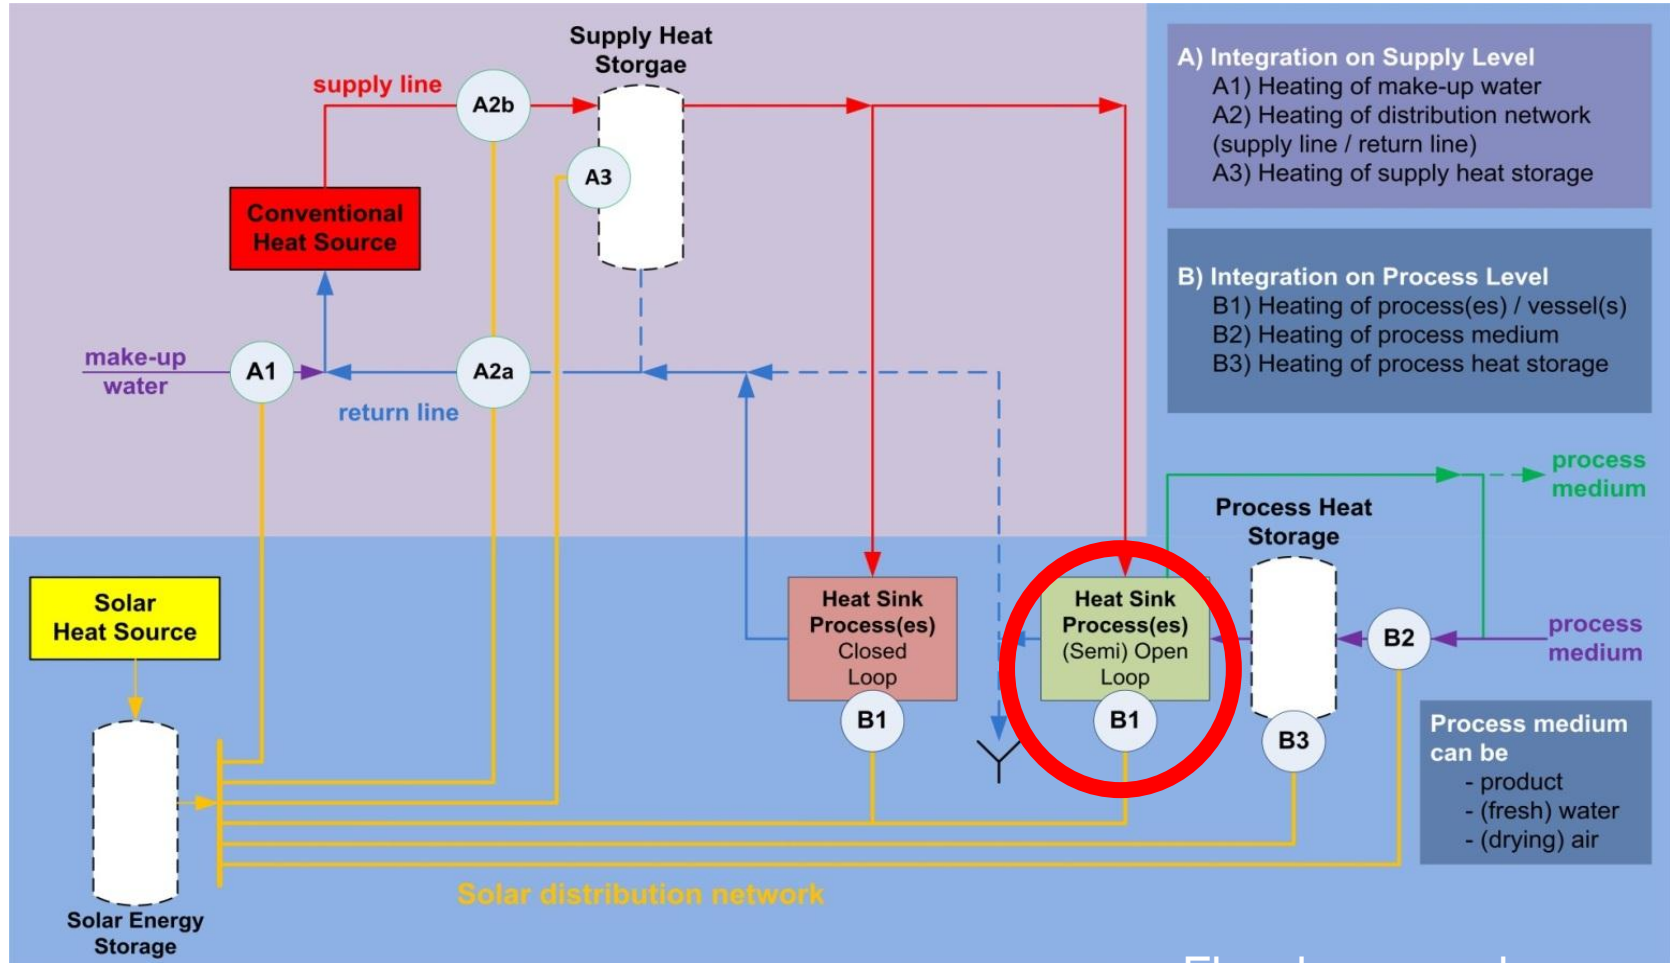 Supply Heat
Storgae
supply line
A2b
A3
Conventional
Heat Source
make-up
water
A1
A2a
return line
A) Integration on Supply Level
A1) Heating of make-up water
A2) Heating of distribution network
(supply line / return line)
A3) Heating of supply heat storage
B) Integration on Process Level
B1) Heating of process(es) / vessel(s)
B2) Heating of process medium
B3) Heating of process heat storage
process
medium
Process Heat
Storage
Solar
Heat Source
Heat Sink
Process(es)
Closed
Loop
B1
Heat Sink
Process(es)
(Semi) Open
Loop
B1
B2
B3
process
medium
Process medium
can be
- product
- (fresh) water
- (drying) air
Solar distribution network
Solar Energy
Storage